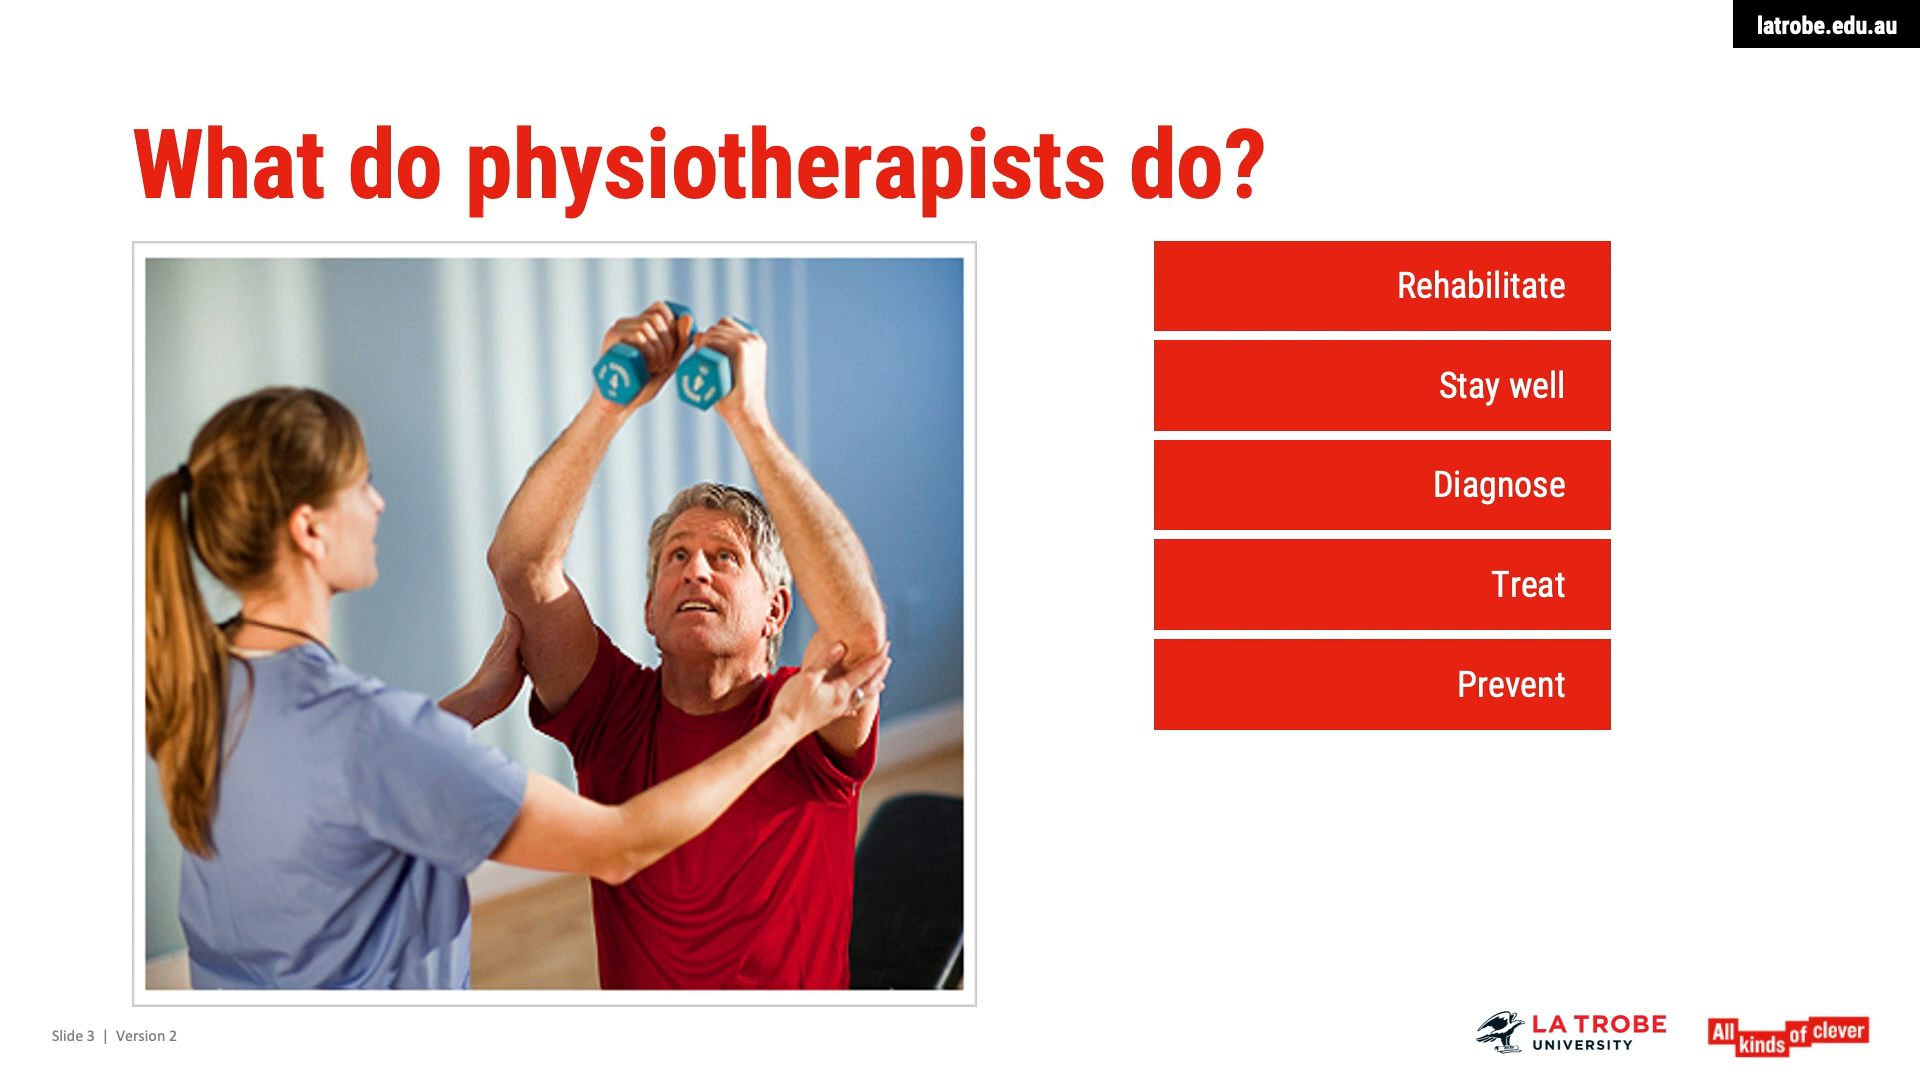 latrobe.edu.au
What do physiotherapists do?
Rehabilitate
Stay well
Diagnose
Treat
Prevent
Slide 3 | Version 2
LA TROBE
UNIVERSITY
All kinds of clever